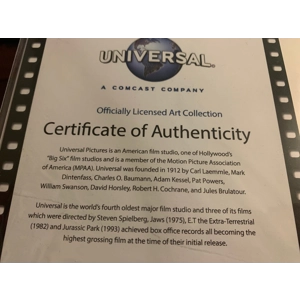 UNIVERSAL
A COMCAST COMPANY
Officially Licensed Art Collection
Certificate of Authenticity
Universal Pictures is an American film studio, one of Hollywood's
"Big Six" film studios and is a member of the Motion Picture Association
of America (MPAA). Universal was founded in 1912 by Carl Laemmle, Mark
Dintenfass, Charles O. Baumann, Adam Kessel, Pat Powers,
William Swanson, David Horsley, Robert H. Cochrane, and Jules Brulatour.
Universal is the world's fourth oldest major film studio and three of its films
which were directed by Steven Spielberg, Jaws (1975), E.T the Extra-Terrestrial
(1982) and Jurassic Park (1993) achieved box office records all becoming the
highest grossing film at the time of their initial release.